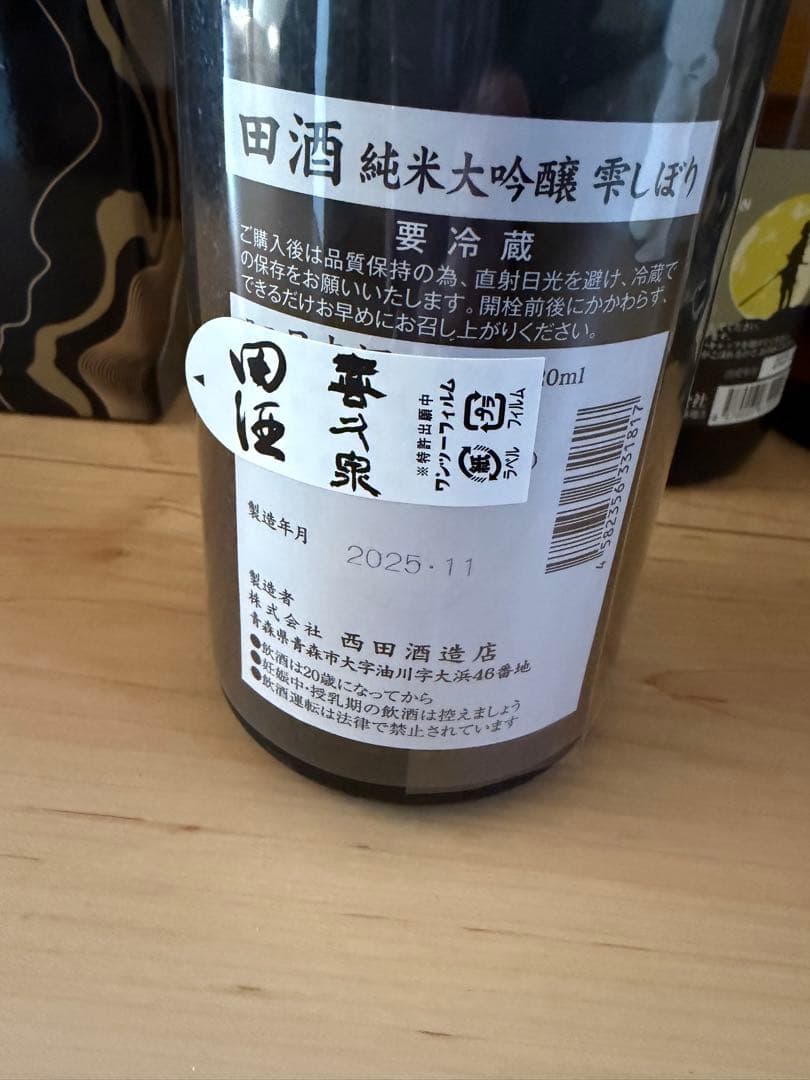 田酒 純米大吟醸 雫しぼり
要冷蔵
ご購入後は品質保持の為、直射日光を避け、冷蔵で
の保存をお願いいたします。開栓前後にかかわらず、
できるだけお早めにお召し上がりください。
20ml
田酒
喜久泉
※特許出願中
ワンツーフィルム
プラ
フィルム
紙
ラベル
4 582356 331817
製造年月
2025・11
製造者
株式会社 西田酒造店
青森県青森市大字油川字大浜46番地
●飲酒は20歳になってから
●妊娠中・授乳期の飲酒は控えましょう
●飲酒運転は法律で禁止されています